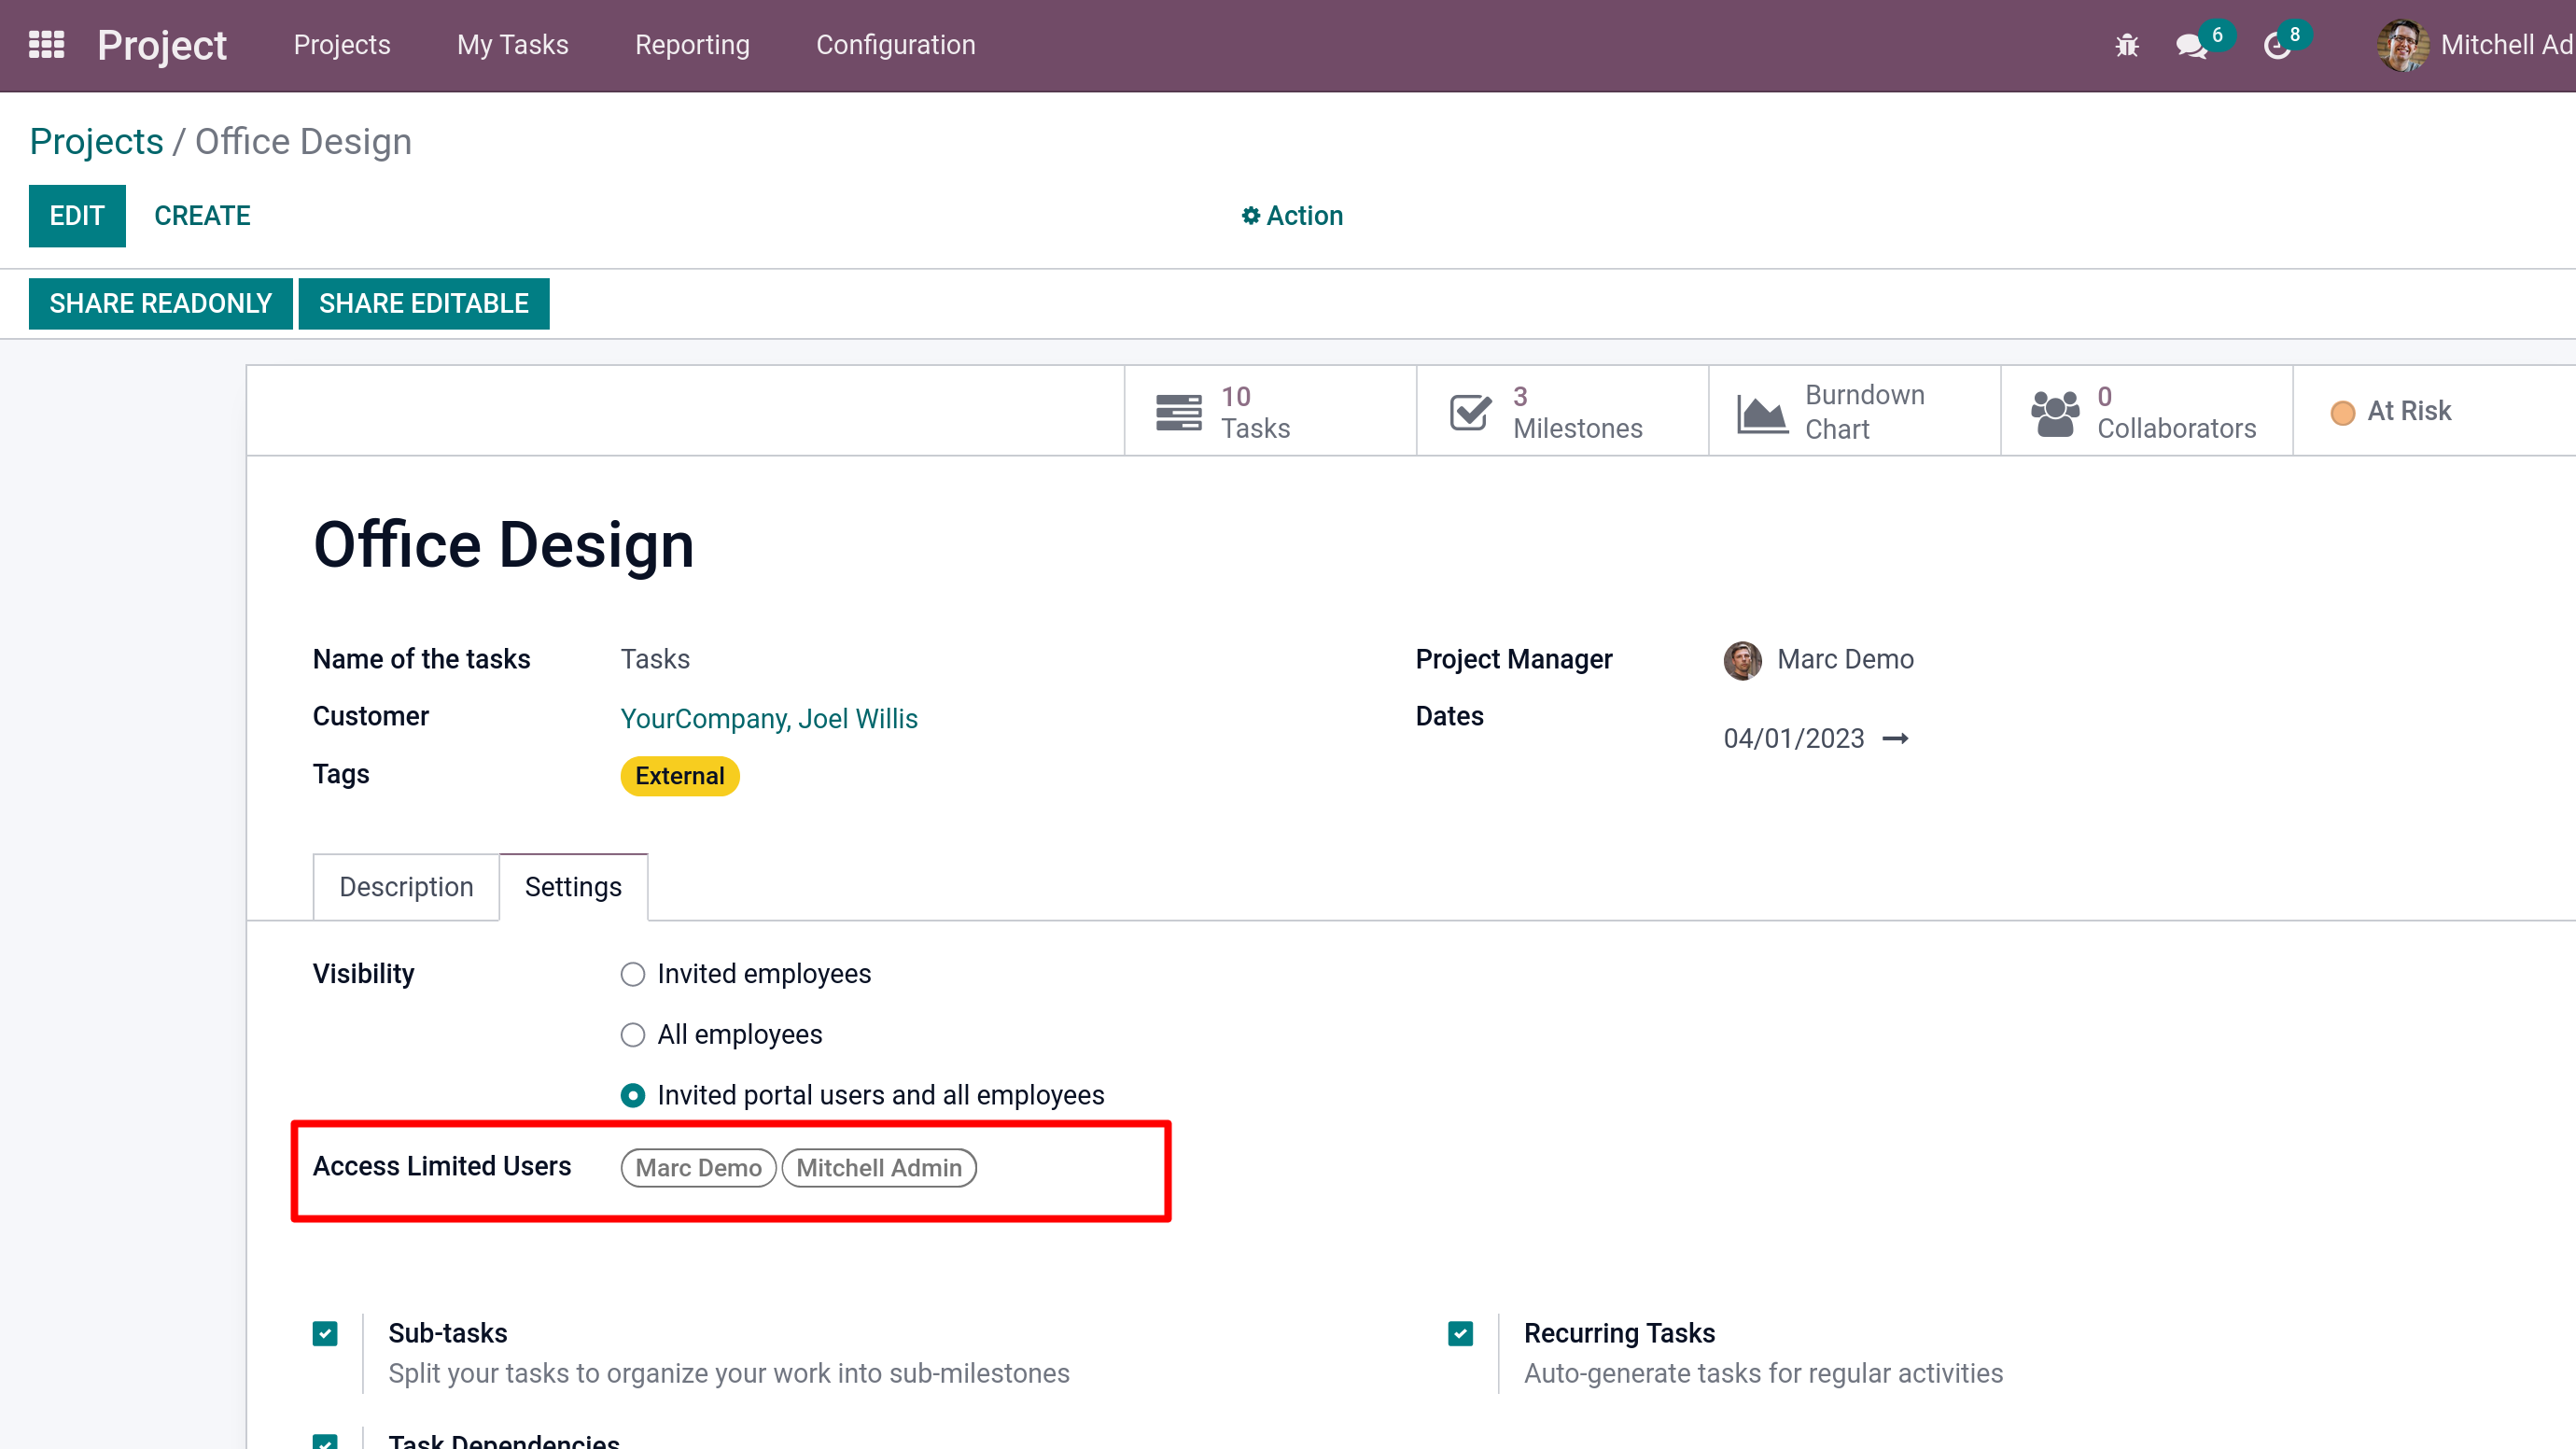 Project Projects My Tasks Reporting Configuration 6 8 Mitchell Ad
Projects / Office Design
EDIT CREATE Action
SHARE READONLY SHARE EDITABLE
10 Tasks
3 Milestones
Burndown Chart
0 Collaborators
At Risk
Office Design
Name of the tasks Tasks
Project Manager Marc Demo
Customer YourCompany, Joel Willis
Dates 04/01/2023
Tags External
Description Settings
Visibility Invited employees
All employees
Invited portal users and all employees
Access Limited Users Marc Demo Mitchell Admin
Sub-tasks
Split your tasks to organize your work into sub-milestones
Recurring Tasks
Auto-generate tasks for regular activities
Task Dependencies